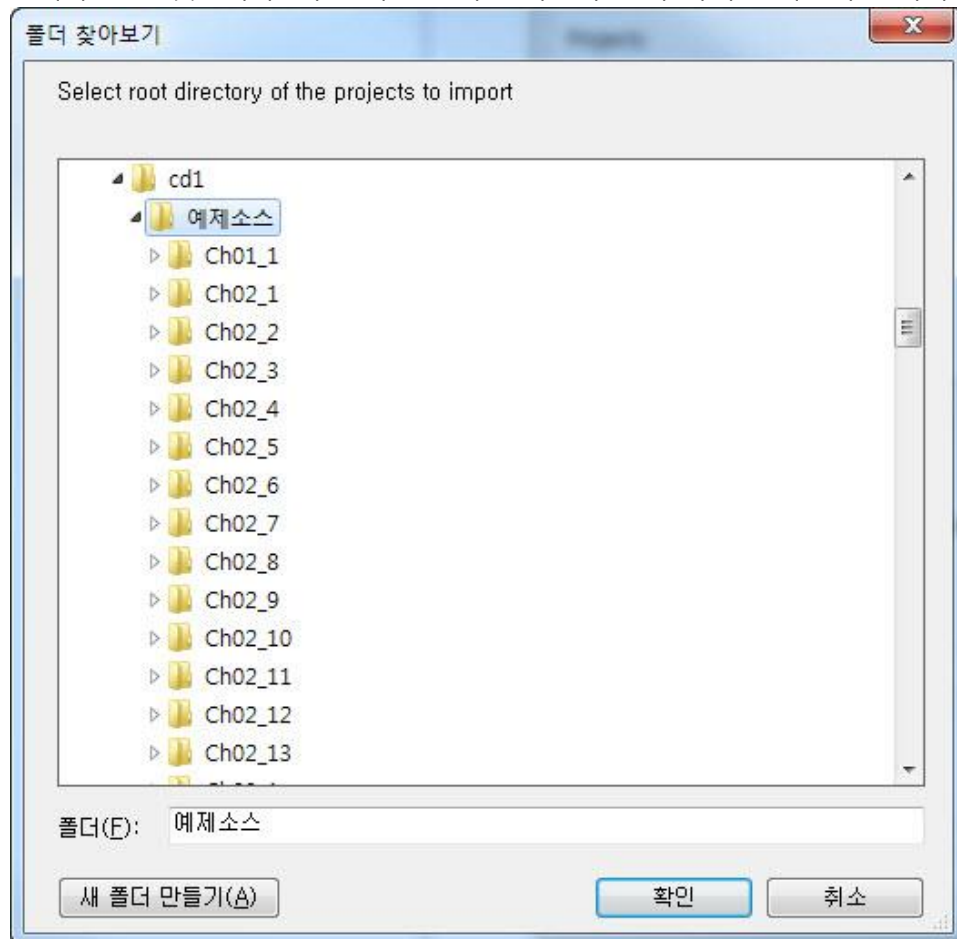 폴더 찾아보기
Select root directory of the projects to import
cd1
예제소스
Ch01_1
Ch02_1
Ch02_2
Ch02_3
Ch02_4
Ch02_5
Ch02_6
Ch02_7
Ch02_8
Ch02_9
Ch02_10
Ch02_11
Ch02_12
Ch02_13
폴더(F): 예제소스
새 폴더 만들기(A) 확인 취소